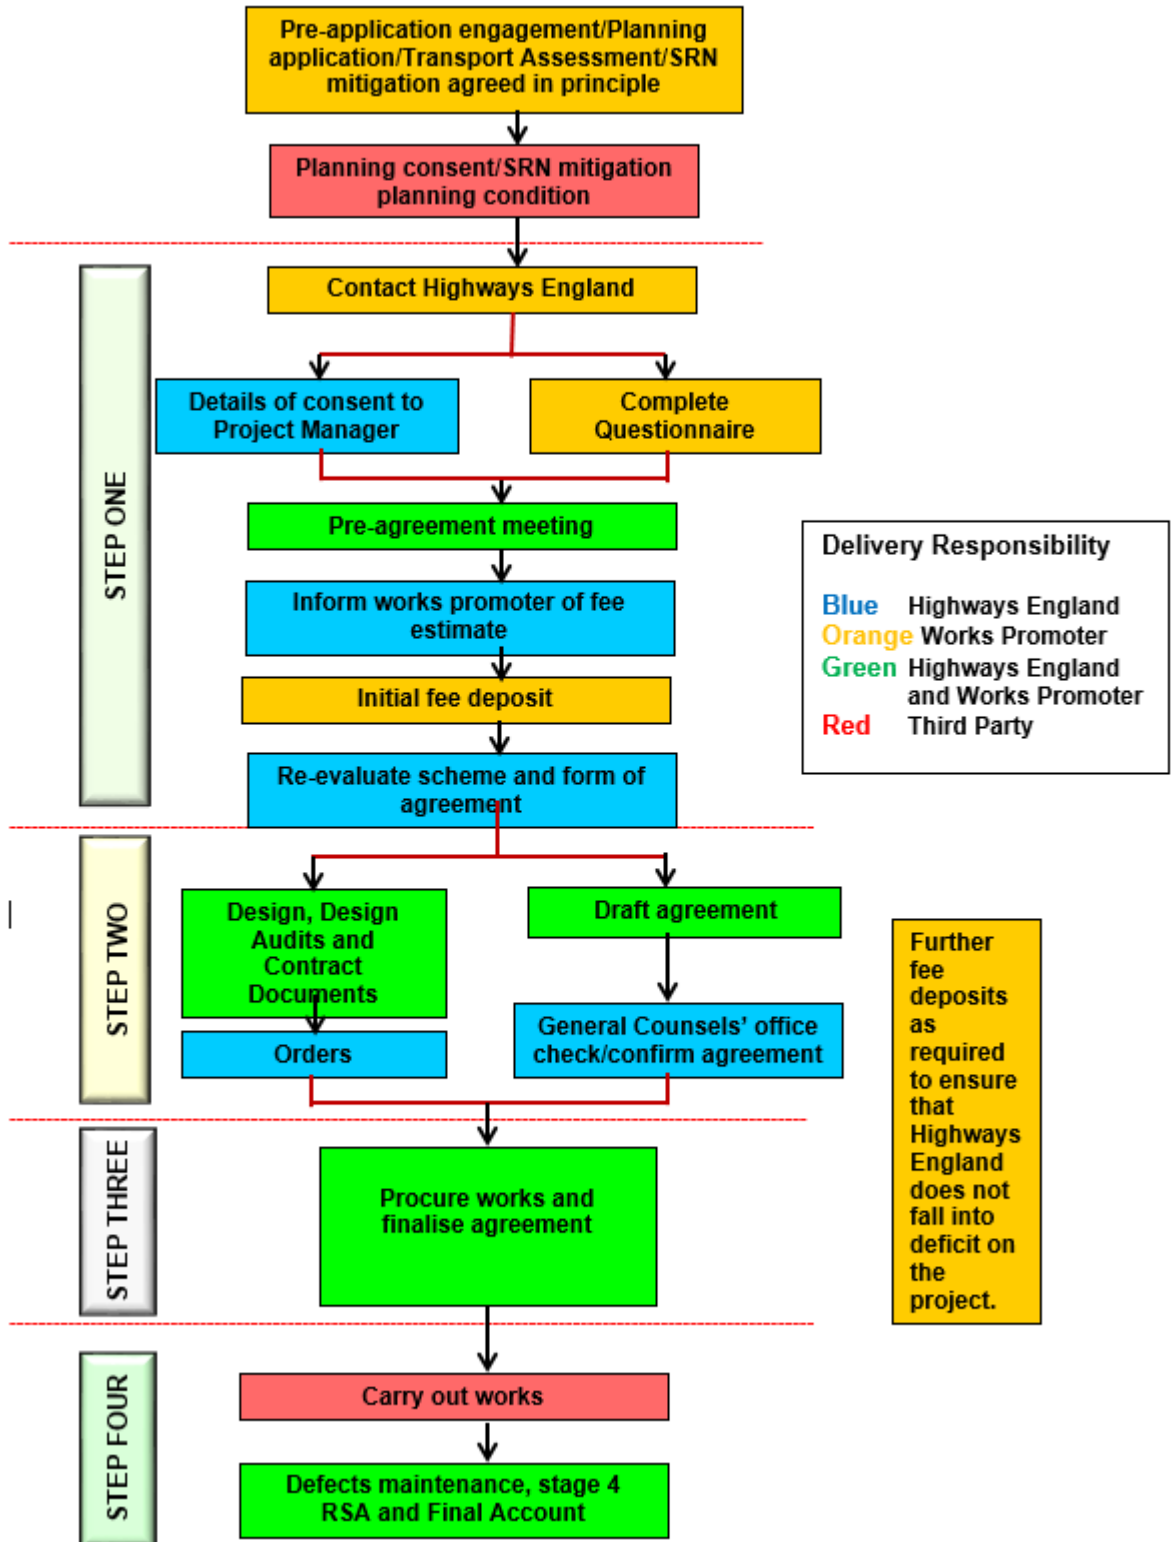 Pre-application engagement/Planning
application/Transport Assessment/SRN
mitigation agreed in principle
Planning consent/SRN mitigation
planning condition
STEP ONE
Contact Highways England
Details of consent to
Project Manager
Complete
Questionnaire
Pre-agreement meeting
Inform works promoter of fee
estimate
Initial fee deposit
Re-evaluate scheme and form of
agreement
Delivery Responsibility
Blue Highways England
Orange Works Promoter
Green Highways England
and Works Promoter
Red Third Party
STEP TWO
Design, Design
Audits and
Contract
Documents
Orders
Draft agreement
General Counsels’ office
check/confirm agreement
Further
fee
deposits
as
required
to ensure
that
Highways
England
does not
fall into
deficit on
the
project.
STEP THREE
Procure works and
finalise agreement
STEP FOUR
Carry out works
Defects maintenance, stage 4
RSA and Final Account